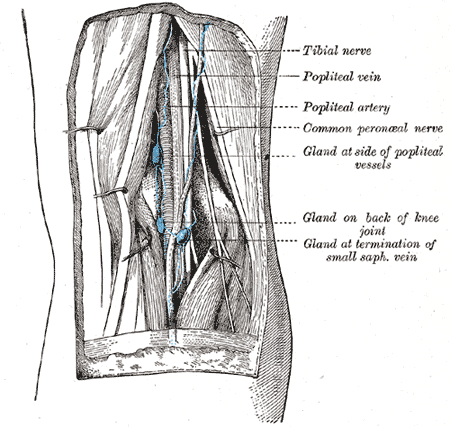 Tibial nerve
Popliteal vein
Popliteal artery
Common peronæal nerve
Gland at side of popliteal
vessels
Gland on back of knee
joint
Gland at termination of
small saph. vein